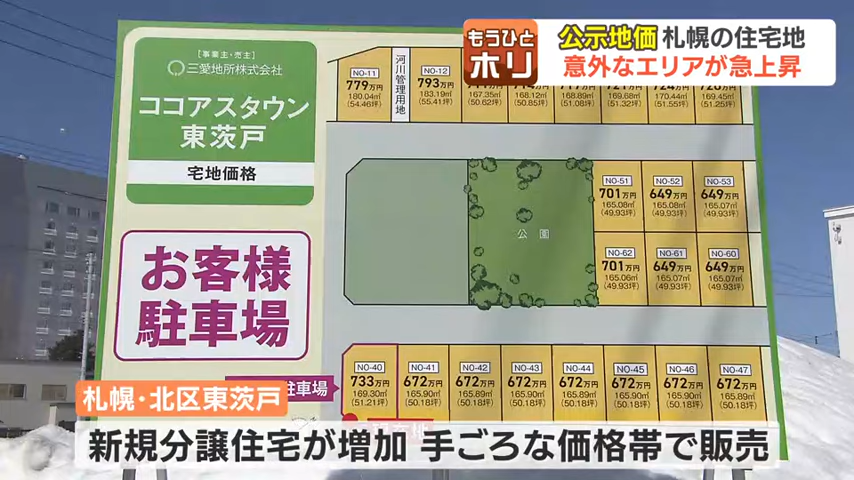 もうひと
ホリ
公示地価 札幌の住宅地
意外なエリアが急上昇
【事業主・売主】
三愛地所株式会社
ココアスタウン
東茨戸
宅地価格
お客様
駐車場
NO-11
779万円
180.04㎡
(54.46坪)
河川管理用地
NO-12
793万円
183.19㎡
(55.41坪)
167.35㎡
(50.62坪)
168.12㎡
(50.85坪)
168.89㎡
(51.08坪)
169.68㎡
(51.32坪)
170.44㎡
(51.55坪)
169.45㎡
(51.25坪)
公園
NO-51
701万円
165.08㎡
(49.93坪)
NO-52
649万円
165.08㎡
(49.93坪)
NO-53
649万円
165.07㎡
(49.93坪)
NO-62
701万円
165.06㎡
(49.93坪)
NO-61
649万円
165.07㎡
(49.93坪)
NO-60
649万円
165.07㎡
(49.93坪)
駐車場
NO-40
733万円
169.30㎡
(51.21坪)
NO-41
672万円
165.90㎡
(50.18坪)
NO-42
672万円
165.89㎡
(50.18坪)
NO-43
672万円
165.89㎡
(50.18坪)
NO-44
672万円
165.89㎡
(50.18坪)
NO-45
672万円
165.90㎡
(50.18坪)
NO-46
672万円
165.89㎡
(50.18坪)
NO-47
672万円
165.89㎡
(50.18坪)
札幌・北区東茨戸
新規分譲住宅が増加 手ごろな価格帯で販売